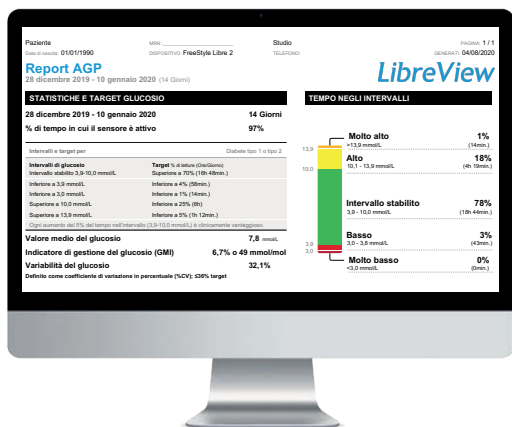 Paziente MRN: Studio PAGINA: 1 / 1
Data di nascita: 01/01/1990 DISPOSITIVO: FreeStyle Libre 2 TELEFONO: GENERATI: 04/08/2020
Report AGP
28 dicembre 2019 - 10 gennaio 2020 (14 Giorni)
LibreView
STATISTICHE E TARGET GLUCOSIO
28 dicembre 2019 - 10 gennaio 2020 14 Giorni
% di tempo in cui il sensore è attivo 97%
Intervalli e target per Diabete tipo 1 o tipo 2
Intervalli di glucosio Target % di letture (Ora/Giorno)
Intervallo stabilito 3,9-10,0 mmol/L Superiore a 70% (16h 48min.)
Inferiore a 3,9 mmol/L Inferiore a 4% (58min.)
Inferiore a 3,0 mmol/L Inferiore a 1% (14min.)
Superiore a 10,0 mmol/L Inferiore a 25% (6h)
Superiore a 13,9 mmol/L Inferiore a 5% (1h 12min.)
Ogni aumento del 5% del tempo nell'intervallo (3,9-10,0 mmol/L) è clinicamente vantaggioso.
Valore medio del glucosio 7,8 mmol/L
Indicatore di gestione del glucosio (GMI) 6,7% o 49 mmol/mol
Variabilità del glucosio 32,1%
Definito come coefficiente di variazione in percentuale (%CV); ≤36% target
TEMPO NEGLI INTERVALLI
Molto alto 1%
>13,9 mmol/L (14min.)
13,9
Alto 18%
10,1 - 13,9 mmol/L (4h 19min.)
10,0
Intervallo stabilito 78%
3,9 - 10,0 mmol/L (18h 44min.)
Basso 3%
3,0 - 3,8 mmol/L (43min.)
3,9
3,0
Molto basso 0%
<3,0 mmol/L (0min.)